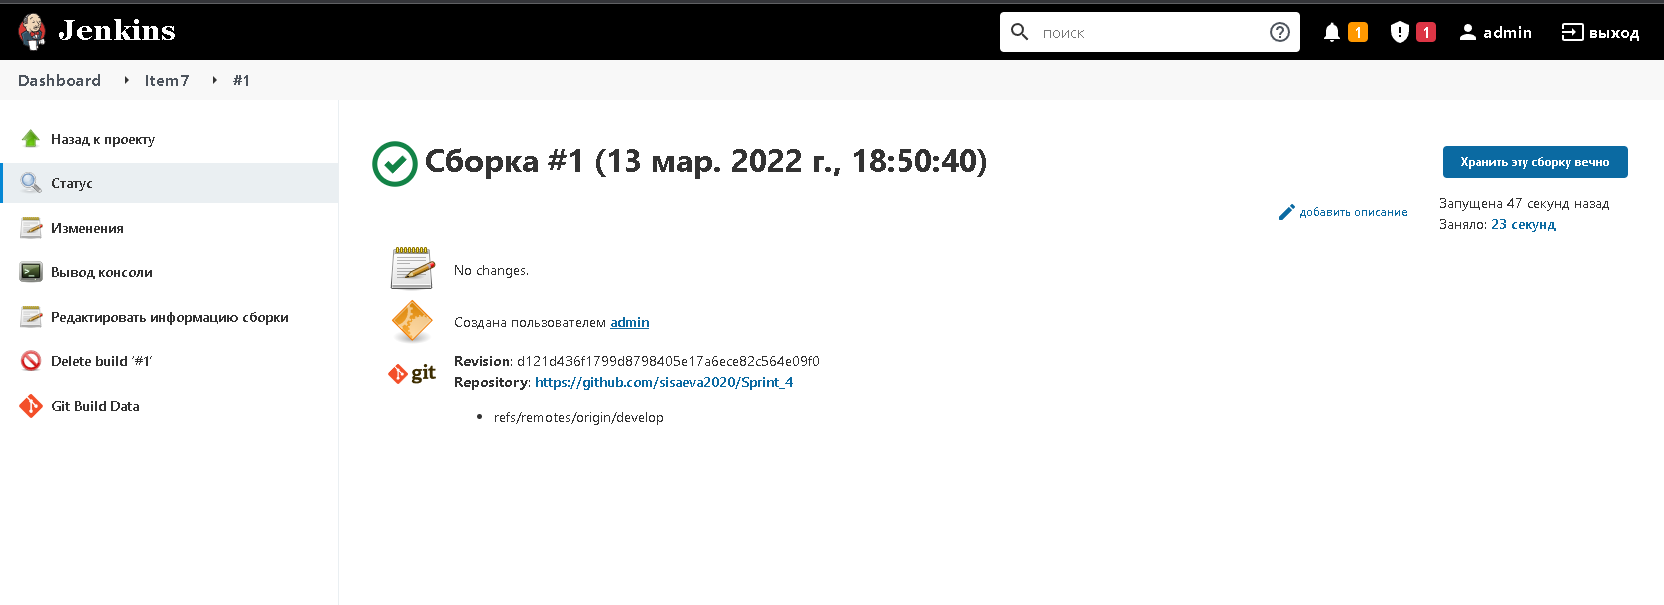 Jenkins
поиск
1
1
admin
выход
Dashboard
Item7
#1
Назад к проекту
Статус
Изменения
Вывод консоли
Редактировать информацию сборки
Delete build ‘#1’
Git Build Data
Сборка #1 (13 мар. 2022 г., 18:50:40)
Хранить эту сборку вечно
добавить описание
Запущена 47 секунд назад
Заняло: 23 секунд
No changes.
Создана пользователем admin
git
Revision: d121d436f1799d8798405e17a6ece82c564e09f0
Repository: https://github.com/sisaeva2020/Sprint_4
refs/remotes/origin/develop